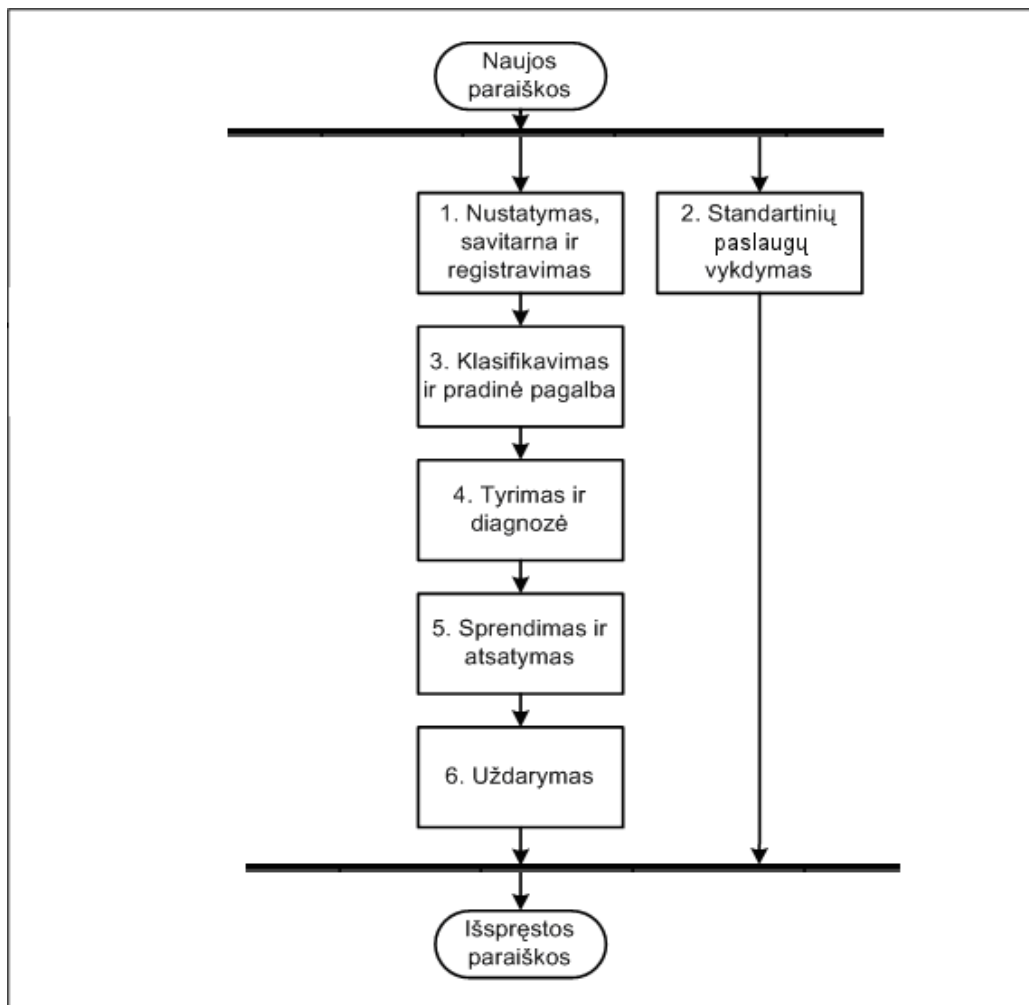 Naujos
paraiškos
1. Nustatymas,
savitarna ir
registravimas
2. Standartinių
paslaugų
vykdymas
3. Klasifikavimas
ir pradinė pagalba
4. Tyrimas ir
diagnozė
5. Sprendimas ir
atsatymas
6. Uždarymas
Išspręstos
paraiškos